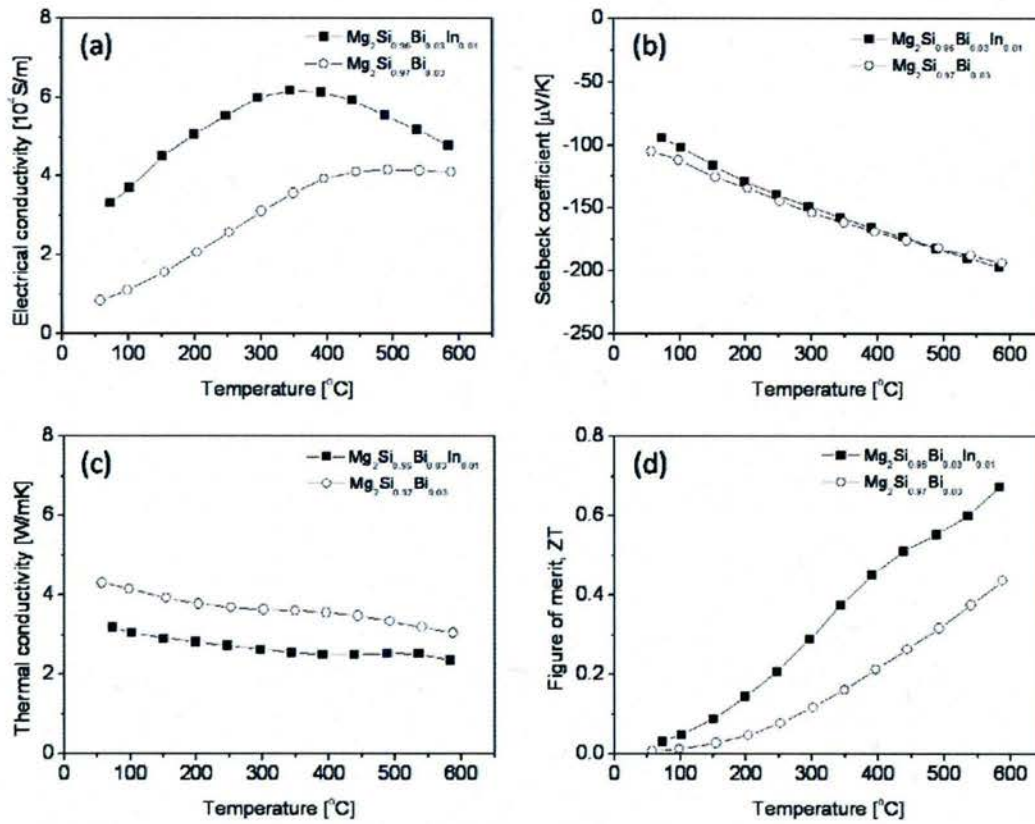 (a)
Mg₂Si₀.₉₆Bi₀.₀₃In₀.₀₁
Mg₂Si₀.₉₇Bi₀.₀₃
Electrical conductivity [10⁴S/m]
8
6
4
2
0
0 100 200 300 400 500 600
Temperature [°C]
(b)
Mg₂Si₀.₉₆Bi₀.₀₃In₀.₀₁
Mg₂Si₀.₉₇Bi₀.₀₃
Seebeck coefficient [µV/K]
0
-50
-100
-150
-200
-250
0 100 200 300 400 500 600
Temperature [°C]
(c)
Mg₂Si₀.₉₆Bi₀.₀₃In₀.₀₁
Mg₂Si₀.₉₇Bi₀.₀₃
Thermal conductivity [W/mK]
8
6
4
2
0
0 100 200 300 400 500 600
Temperature [°C]
(d)
Mg₂Si₀.₉₆Bi₀.₀₃In₀.₀₁
Mg₂Si₀.₉₇Bi₀.₀₃
Figure of merit, ZT
0.8
0.6
0.4
0.2
0.0
0 100 200 300 400 500 600
Temperature [°C]